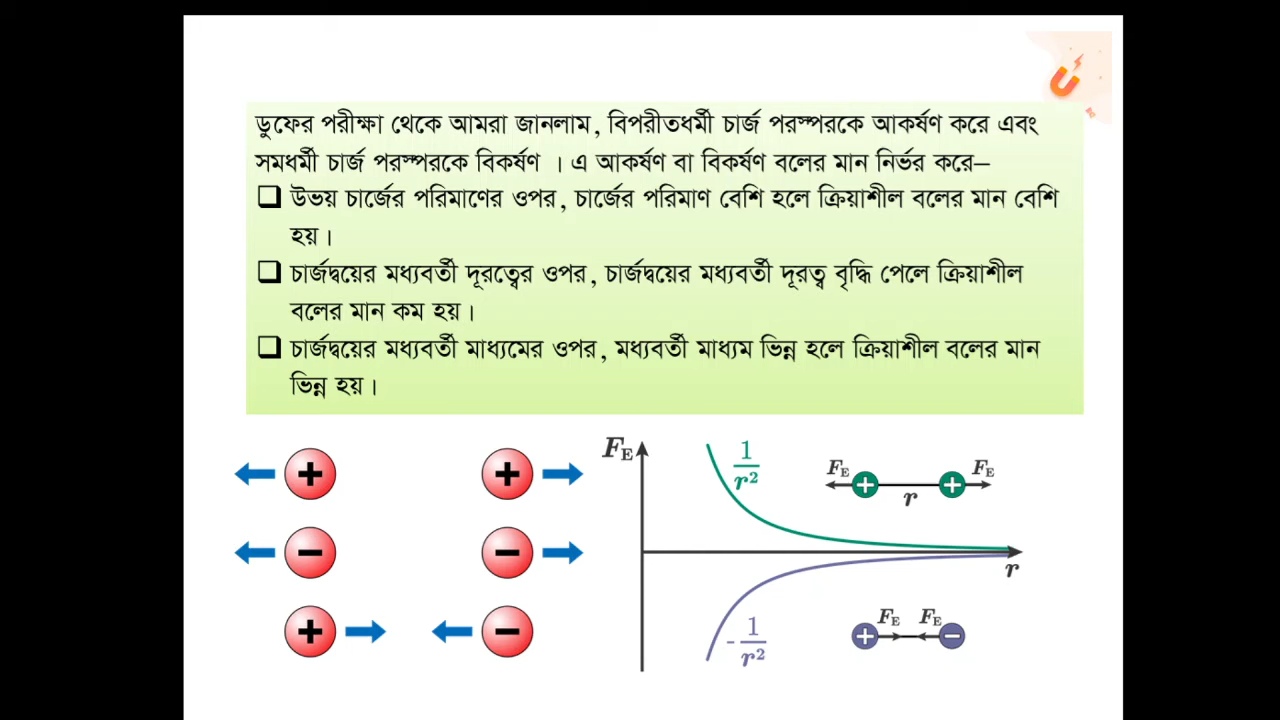 ডুফের পরীক্ষা থেকে আমরা জানলাম, বিপরীতধর্মী চার্জ পরস্পরকে আকর্ষণ করে এবং
সমধর্মী চার্জ পরস্পরকে বিকর্ষণ । এ আকর্ষণ বা বিকর্ষণ বলের মান নির্ভর করে–
❑ উভয় চার্জের পরিমাণের ওপর, চার্জের পরিমাণ বেশি হলে ক্রিয়াশীল বলের মান বেশি
হয়।
❑ চার্জদ্বয়ের মধ্যবর্তী দূরত্বের ওপর, চার্জদ্বয়ের মধ্যবর্তী দূরত্ব বৃদ্ধি পেলে ক্রিয়াশীল
বলের মান কম হয়।
❑ চার্জদ্বয়ের মধ্যবর্তী মাধ্যমের ওপর, মধ্যবর্তী মাধ্যম ভিন্ন হলে ক্রিয়াশীল বলের মান
ভিন্ন হয়।
+ +
− −
+ −
F_E
1/r²
F_E + r + F_E
r
-1/r²
+ F_E F_E −